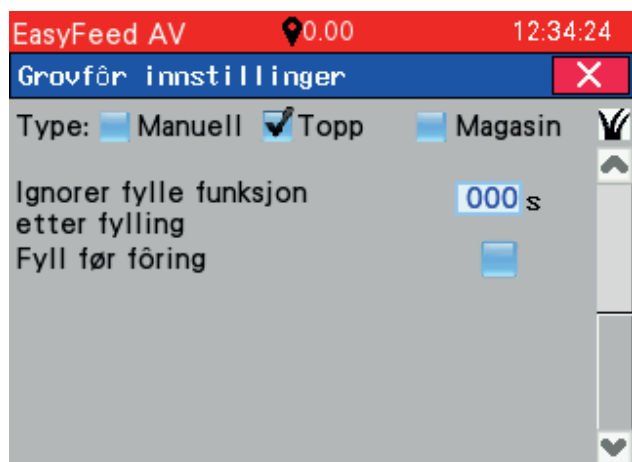 EasyFeed AV 0.00 12:34:24
Grovfôr innstillinger
Type: Manuell Topp Magasin
Ignorer fylle funksjon 000 s
etter fylling
Fyll før fôring